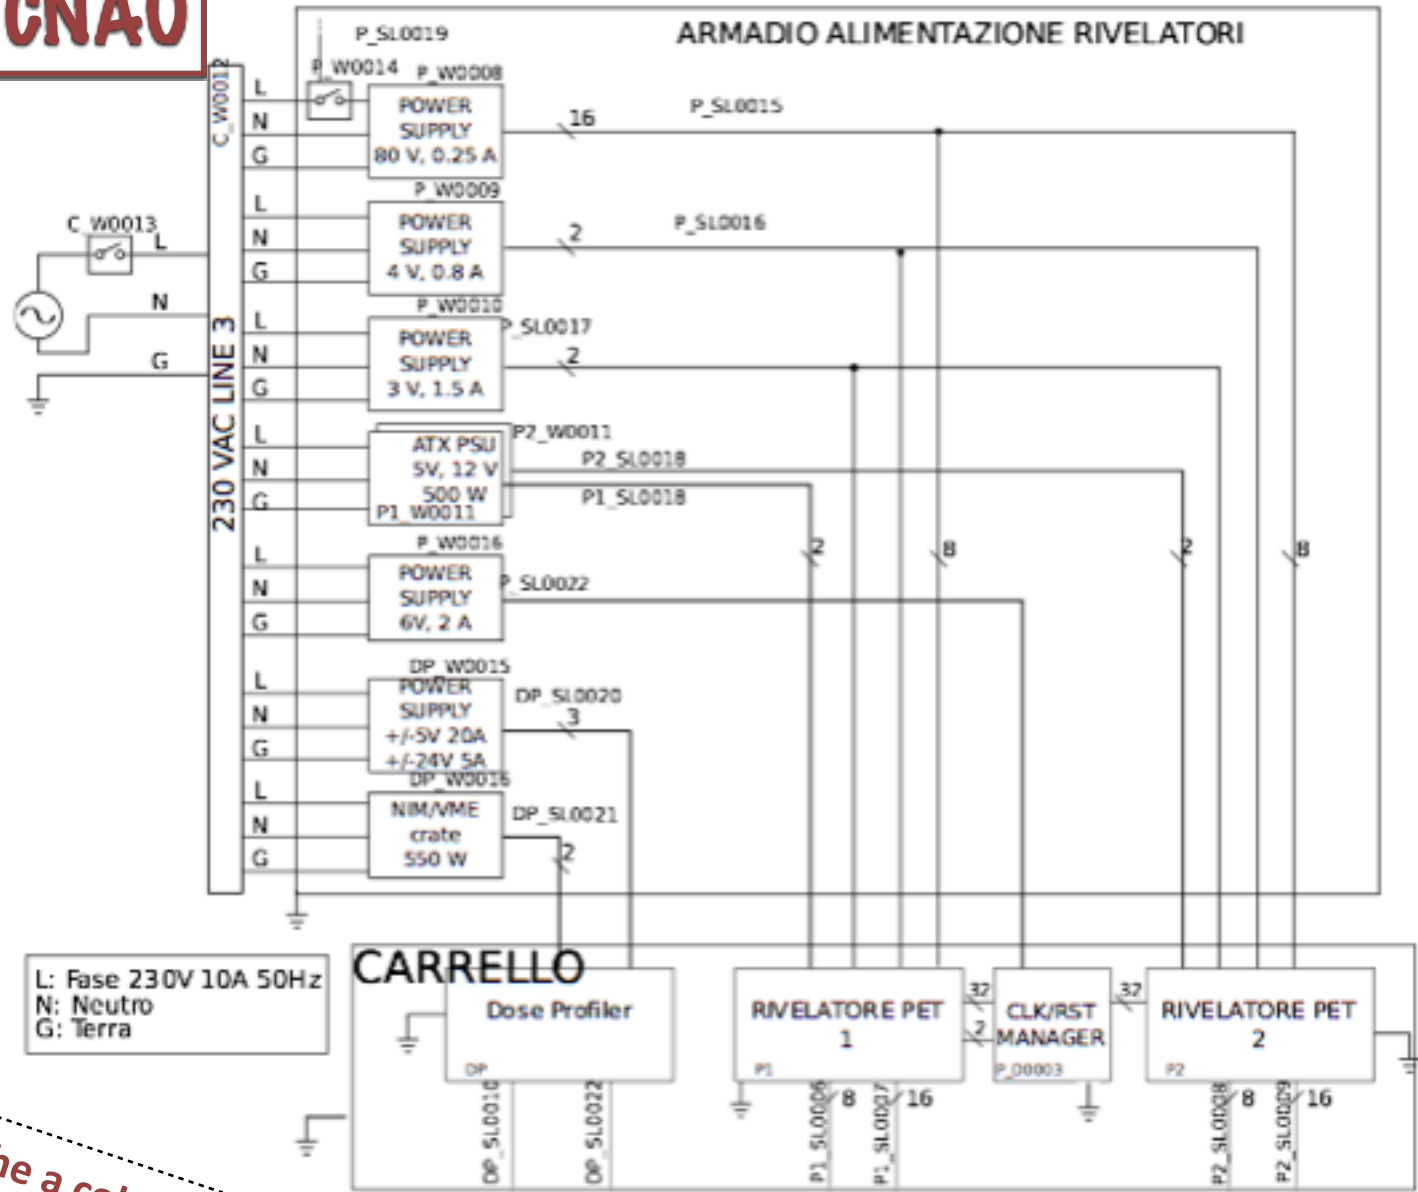 CNAO
ARMADIO ALIMENTAZIONE RIVELATORI
P_SL0019
P_W0014
P_W0008
C_W0012
L
N
G
POWER
SUPPLY
80 V, 0.25 A
16
P_SL0015
P_W0009
L
N
G
POWER
SUPPLY
4 V, 0.8 A
2
P_SL0016
C_W0013
L
N
G
230 VAC LINE 3
P_W0010
L
N
G
POWER
SUPPLY
3 V, 1.5 A
P_SL0017
2
L
N
G
ATX PSU
5V, 12 V
500 W
P1_W0011
P2_W0011
P2_SL0018
P1_SL0018
2
8
2
8
P_W0016
L
N
G
POWER
SUPPLY
6V, 2 A
P_SL0022
DP_W0015
L
N
G
POWER
SUPPLY
+/-5V 20A
+/-24V 5A
DP_SL0020
3
DP_W0016
L
N
G
NIM/VME
crate
550 W
DP_SL0021
2
L: Fase 230V 10A 50Hz
N: Neutro
G: Terra
CARRELLO
Dose Profiler
DP
RIVELATORE PET
1
P1
32
2
CLK/RST
MANAGER
P_D0003
32
RIVELATORE PET
2
P2
DP_SL0010
DP_SL0022
P1_SL0006
8
P1_SL0007
16
P2_SL0008
8
P2_SL0009
16